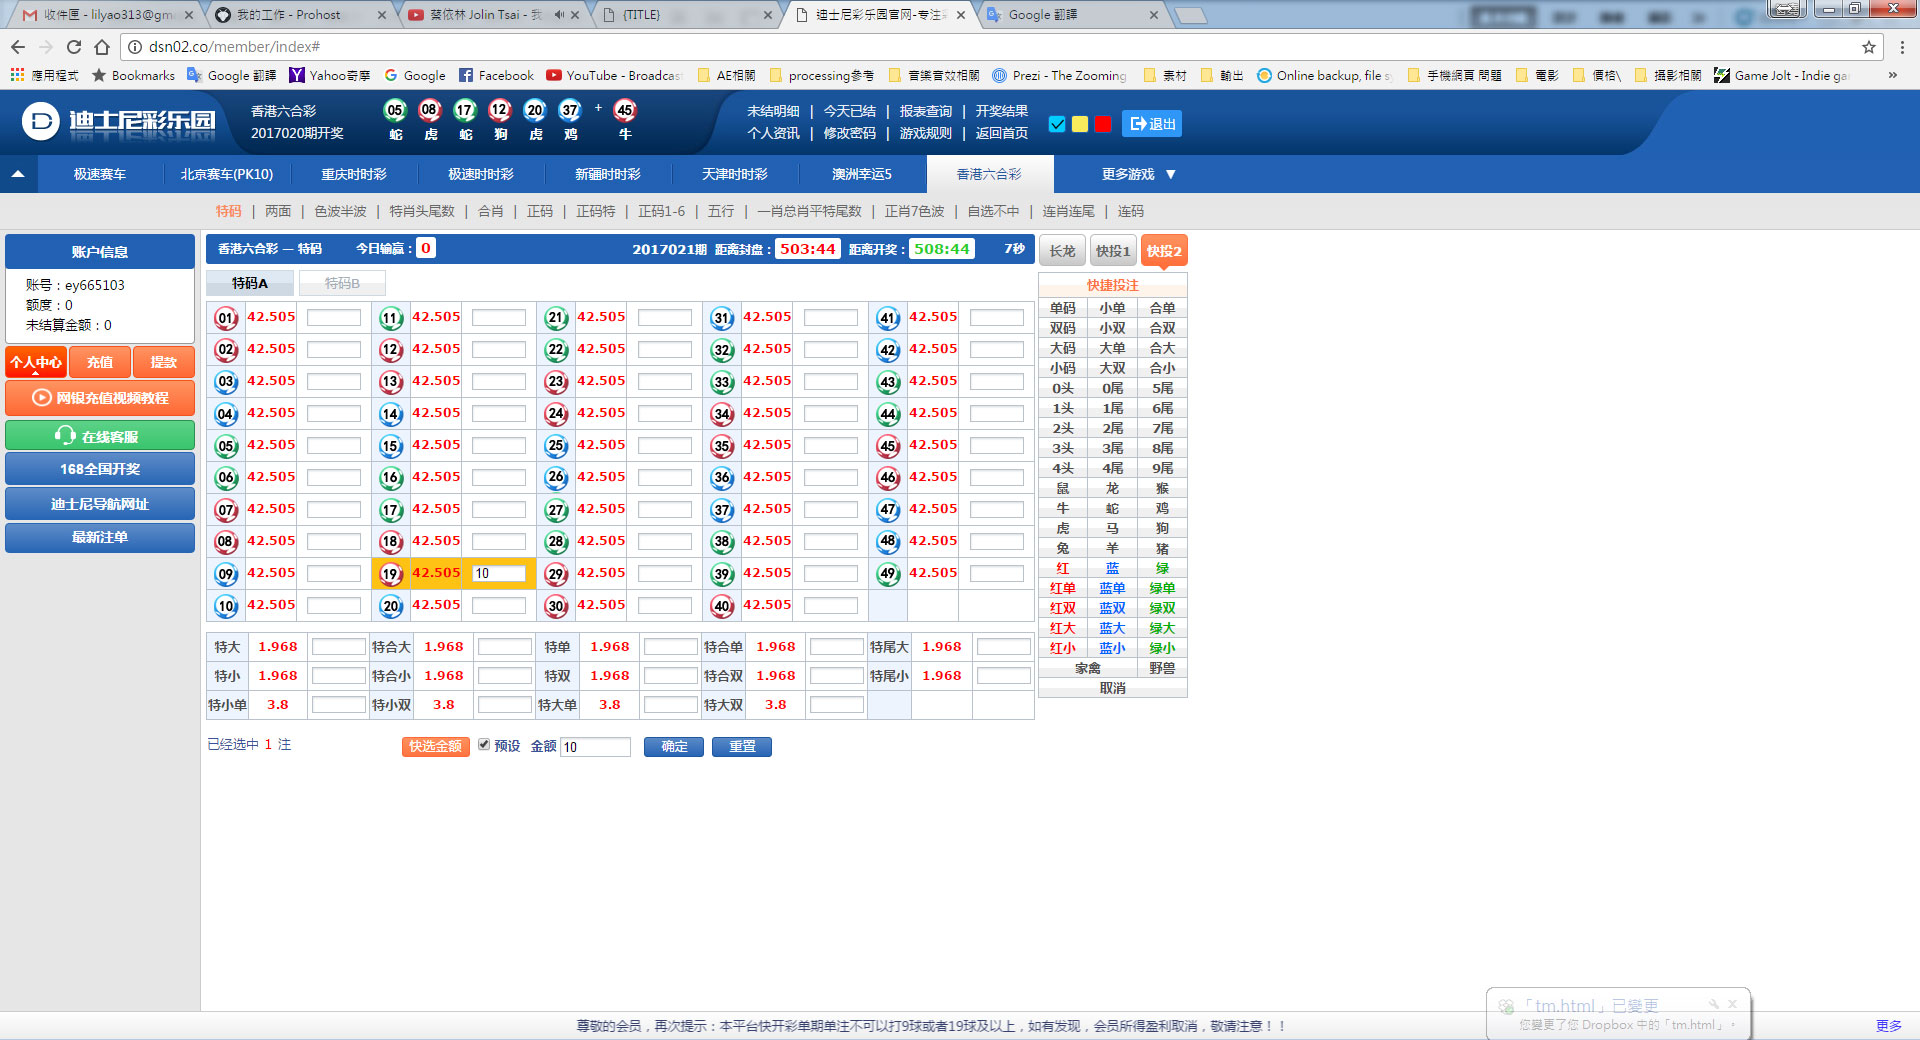 收件匣 - lilyao313@gm
我的工作 - Prohost
蔡依林 Jolin Tsai - 我
{TITLE}
迪士尼彩乐园官网-专注彩
Google 翻譯
dsn02.co/member/index#
應用程式 Bookmarks Google 翻譯 Yahoo奇摩 Google Facebook YouTube - Broadcast AE相關 processing參考 音樂音效相關 Prezi - The Zooming 素材 輸出 Online backup, file s 手機網頁 問題 電影 價格\ 攝影相關 Game Jolt - Indie ga »
D 迪士尼彩乐园
香港六合彩
2017020期开奖
05 08 17 12 20 37 + 45
蛇 虎 蛇 狗 虎 鸡 牛
未结明细 | 今天已结 | 报表查询 | 开奖结果
个人资讯 | 修改密码 | 游戏规则 | 返回首页
退出
极速赛车 北京赛车(PK10) 重庆时时彩 极速时时彩 新疆时时彩 天津时时彩 澳洲幸运5 香港六合彩 更多游戏 ▼
特码 | 两面 | 色波半波 | 特肖头尾数 | 合肖 | 正码 | 正码特 | 正码1-6 | 五行 | 一肖总肖平特尾数 | 正肖7色波 | 自选不中 | 连肖连尾 | 连码
账户信息
账号：ey665103
额度：0
未结算金额：0
个人中心 充值 提款
网银充值视频教程
在线客服
168全国开奖
迪士尼导航网址
最新注单
香港六合彩 — 特码 今日输赢：0 2017021期 距离封盘：503:44 距离开奖：508:44 7秒
特码A 特码B
01 42.505 11 42.505 21 42.505 31 42.505 41 42.505
02 42.505 12 42.505 22 42.505 32 42.505 42 42.505
03 42.505 13 42.505 23 42.505 33 42.505 43 42.505
04 42.505 14 42.505 24 42.505 34 42.505 44 42.505
05 42.505 15 42.505 25 42.505 35 42.505 45 42.505
06 42.505 16 42.505 26 42.505 36 42.505 46 42.505
07 42.505 17 42.505 27 42.505 37 42.505 47 42.505
08 42.505 18 42.505 28 42.505 38 42.505 48 42.505
09 42.505 19 42.505 10 29 42.505 39 42.505 49 42.505
10 42.505 20 42.505 30 42.505 40 42.505
特大 1.968 特合大 1.968 特单 1.968 特合单 1.968 特尾大 1.968
特小 1.968 特合小 1.968 特双 1.968 特合双 1.968 特尾小 1.968
特小单 3.8 特小双 3.8 特大单 3.8 特大双 3.8
已经选中 1 注 快选金额 预设 金额 10 确定 重置
长龙 快投1 快投2
快捷投注
单码 小单 合单
双码 小双 合双
大码 大单 合大
小码 大双 合小
0头 0尾 5尾
1头 1尾 6尾
2头 2尾 7尾
3头 3尾 8尾
4头 4尾 9尾
鼠 龙 猴
牛 蛇 鸡
虎 马 狗
兔 羊 猪
红 蓝 绿
红单 蓝单 绿单
红双 蓝双 绿双
红大 蓝大 绿大
红小 蓝小 绿小
家禽 野兽
取消
「tm.html」已變更
您變更了您 Dropbox 中的「tm.html」。
尊敬的会员，再次提示：本平台快开彩单期单注不可以打9球或者19球及以上，如有发现，会员所得盈利取消，敬请注意！！
更多